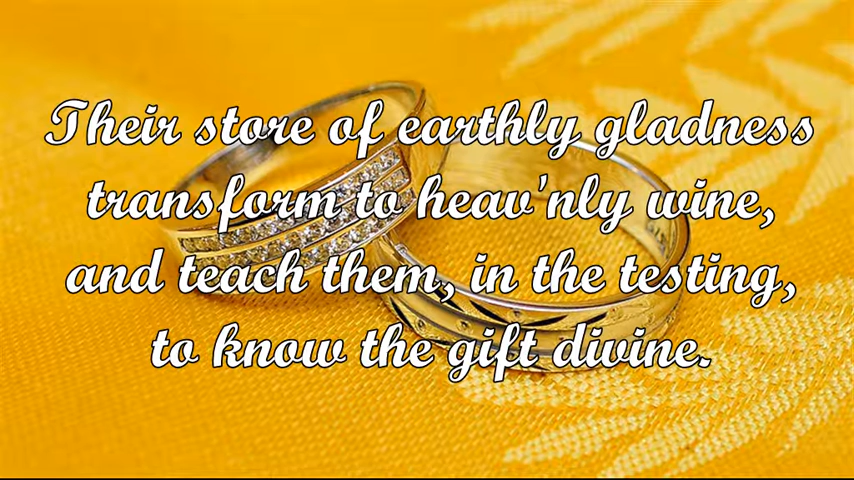 Their store of earthly gladness
transform to heav'nly wine,
and teach them, in the testing,
to know the gift divine.